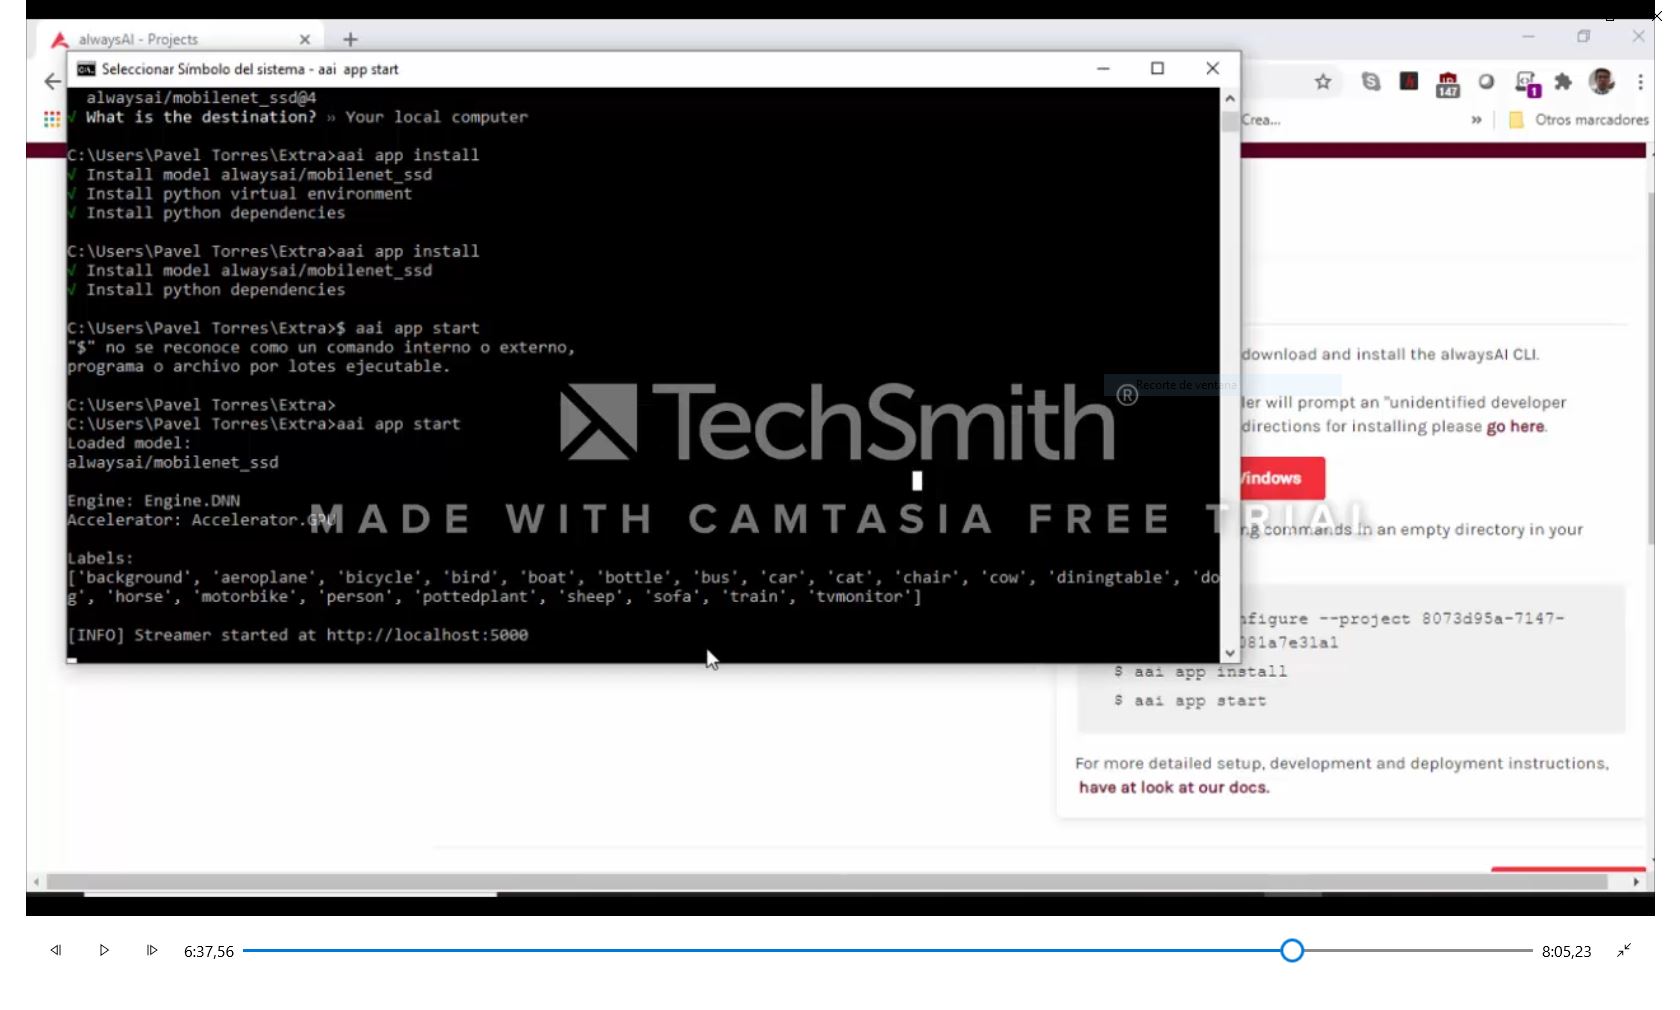 alwaysAI - Projects
Seleccionar Símbolo del sistema - aai app start
147
1
Crea...
»
Otros marcadores
alwaysai/mobilenet_ssd@4
√ What is the destination? » Your local computer
C:\Users\Pavel Torres\Extra>aai app install
√ Install model alwaysai/mobilenet_ssd
√ Install python virtual environment
√ Install python dependencies
C:\Users\Pavel Torres\Extra>aai app install
√ Install model alwaysai/mobilenet_ssd
√ Install python dependencies
C:\Users\Pavel Torres\Extra>$ aai app start
"$" no se reconoce como un comando interno o externo,
programa o archivo por lotes ejecutable.
C:\Users\Pavel Torres\Extra>
C:\Users\Pavel Torres\Extra>aai app start
Loaded model:
alwaysai/mobilenet_ssd
Engine: Engine.DNN
Accelerator: Accelerator.GPU
Labels:
['background', 'aeroplane', 'bicycle', 'bird', 'boat', 'bottle', 'bus', 'car', 'cat', 'chair', 'cow', 'diningtable', 'do
g', 'horse', 'motorbike', 'person', 'pottedplant', 'sheep', 'sofa', 'train', 'tvmonitor']
[INFO] Streamer started at http://localhost:5000
TechSmith®
MADE WITH CAMTASIA FREE TRIAL
download and install the alwaysAI CLI.
Recorte de ventana
ler will prompt an "unidentified developer
directions for installing please go here.
Windows
ng commands in an empty directory in your
nfigure --project 8073d95a-7147-
081a7e31a1
$ aai app install
$ aai app start
For more detailed setup, development and deployment instructions,
have at look at our docs.
6:37,56
8:05,23